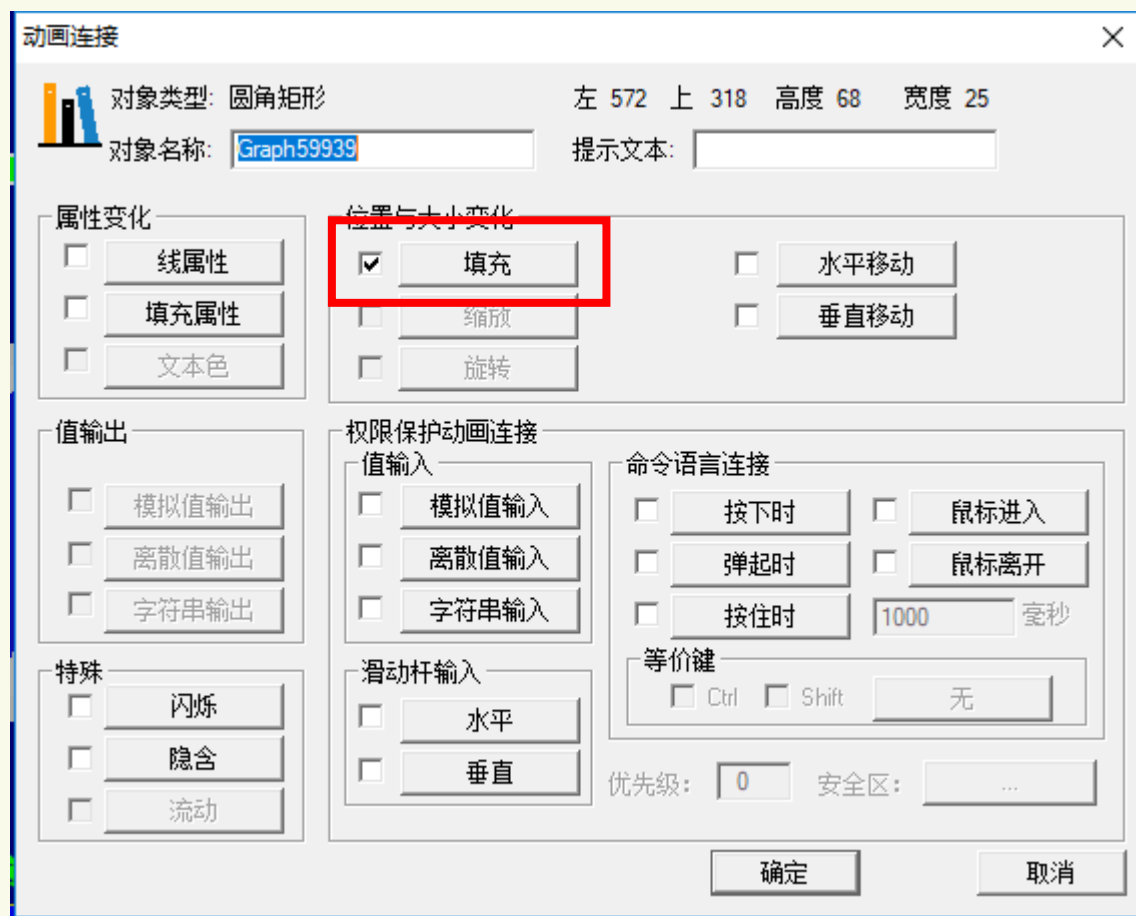 动画连接
对象类型: 圆角矩形 左 572 上 318 高度 68 宽度 25
对象名称: Graph59939 提示文本:
属性变化
线属性
填充属性
文本色
位置与大小变化
填充 水平移动
缩放 垂直移动
旋转
值输出
模拟值输出
离散值输出
字符串输出
权限保护动画连接
值输入
模拟值输入
离散值输入
字符串输入
命令语言连接
按下时 鼠标进入
弹起时 鼠标离开
按住时 1000 毫秒
等价键
Ctrl Shift 无
特殊
闪烁
隐含
流动
滑动杆输入
水平
垂直
优先级: 0 安全区: ...
确定 取消